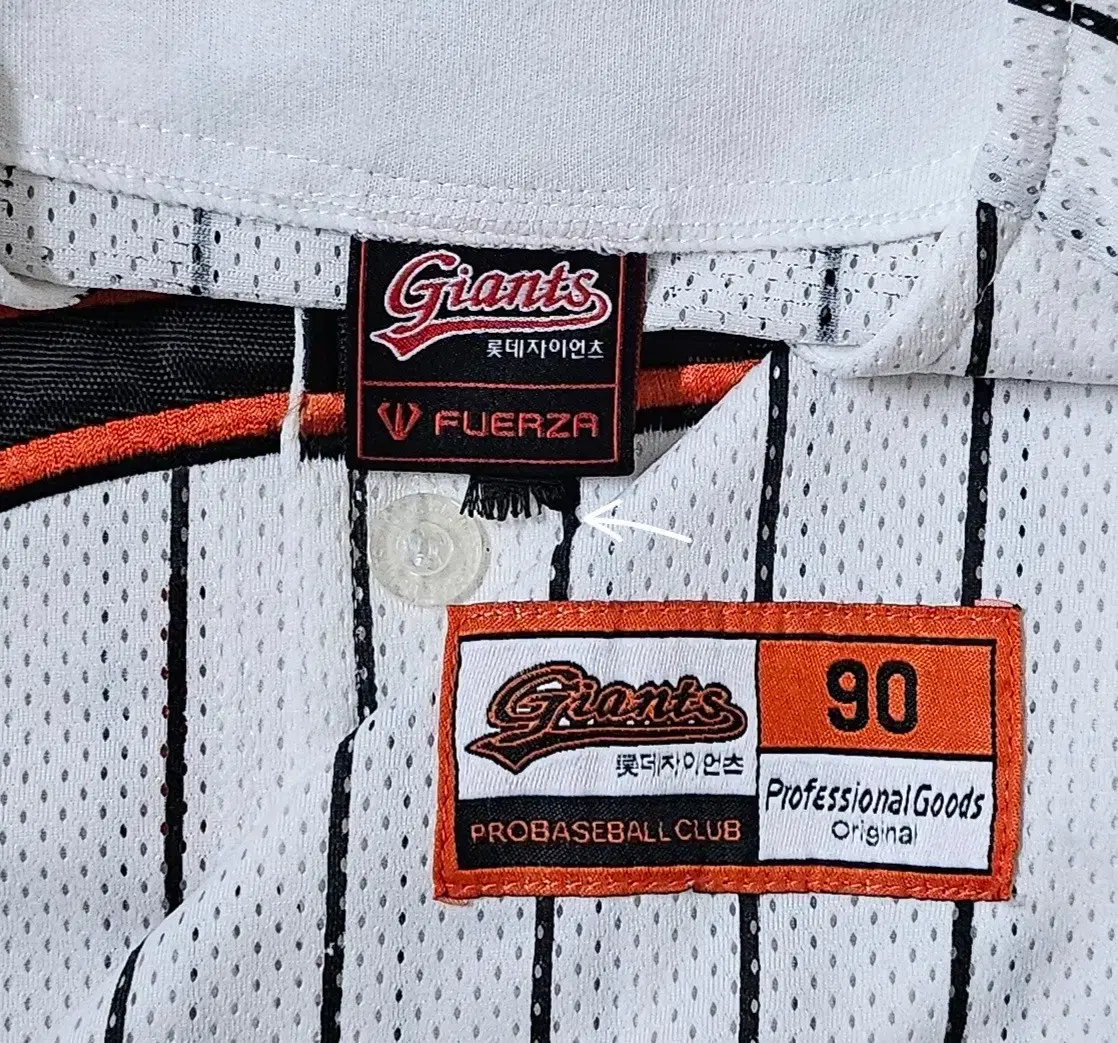 Giants
롯데자이언츠
FUERZA
Giants
롯데자이언츠
PROBASEBALL CLUB
90
Professional Goods
Original